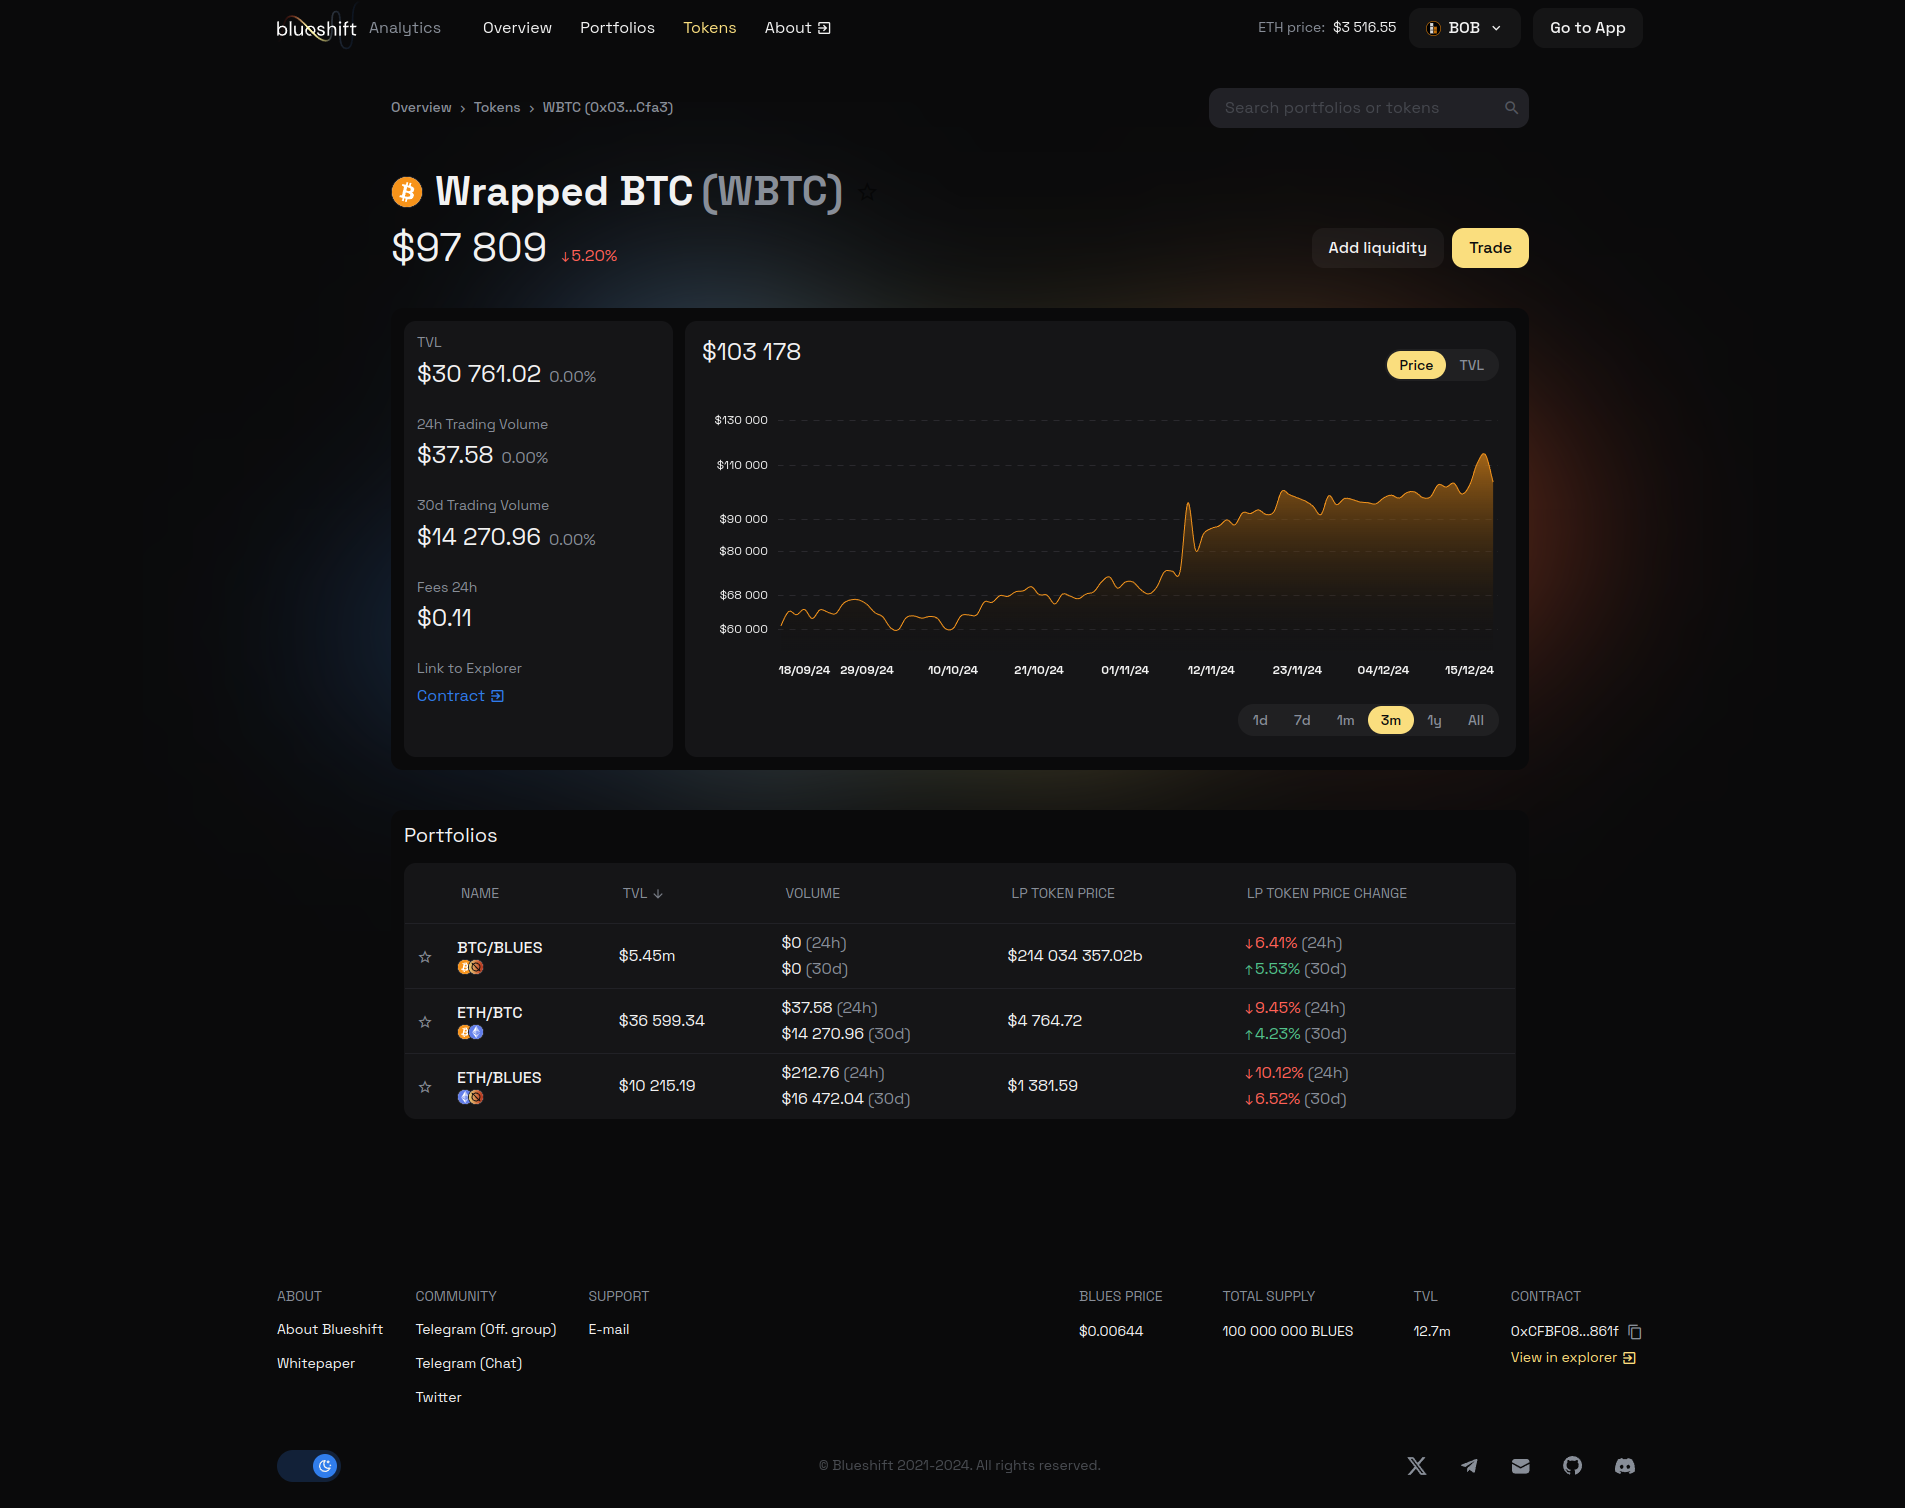 blueshift Analytics Overview Portfolios Tokens About ETH price: $3 516.55 BOB Go to App
Overview › Tokens › WBTC (0x03...Cfa3) Search portfolios or tokens
Wrapped BTC (WBTC)
$97 809 ↓5.20% Add liquidity Trade
TVL
$30 761.02 0.00%
24h Trading Volume
$37.58 0.00%
30d Trading Volume
$14 270.96 0.00%
Fees 24h
$0.11
Link to Explorer
Contract
$103 178
Price TVL
$130 000
$110 000
$90 000
$80 000
$68 000
$60 000
18/09/24 29/09/24 10/10/24 21/10/24 01/11/24 12/11/24 23/11/24 04/12/24 15/12/24
1d 7d 1m 3m 1y All
Portfolios
NAME TVL ↓ VOLUME LP TOKEN PRICE LP TOKEN PRICE CHANGE
BTC/BLUES $5.45m $0 (24h) $214 034 357.02b ↓6.41% (24h)
$0 (30d) ↑5.53% (30d)
ETH/BTC $36 599.34 $37.58 (24h) $4 764.72 ↓9.45% (24h)
$14 270.96 (30d) ↑4.23% (30d)
ETH/BLUES $10 215.19 $212.76 (24h) $1 381.59 ↓10.12% (24h)
$16 472.04 (30d) ↓6.52% (30d)
ABOUT COMMUNITY SUPPORT BLUES PRICE TOTAL SUPPLY TVL CONTRACT
About Blueshift Telegram (Off. group) E-mail $0.00644 100 000 000 BLUES 12.7m 0xCFBF08...861f
Whitepaper Telegram (Chat) View in explorer
Twitter
© Blueshift 2021-2024. All rights reserved.